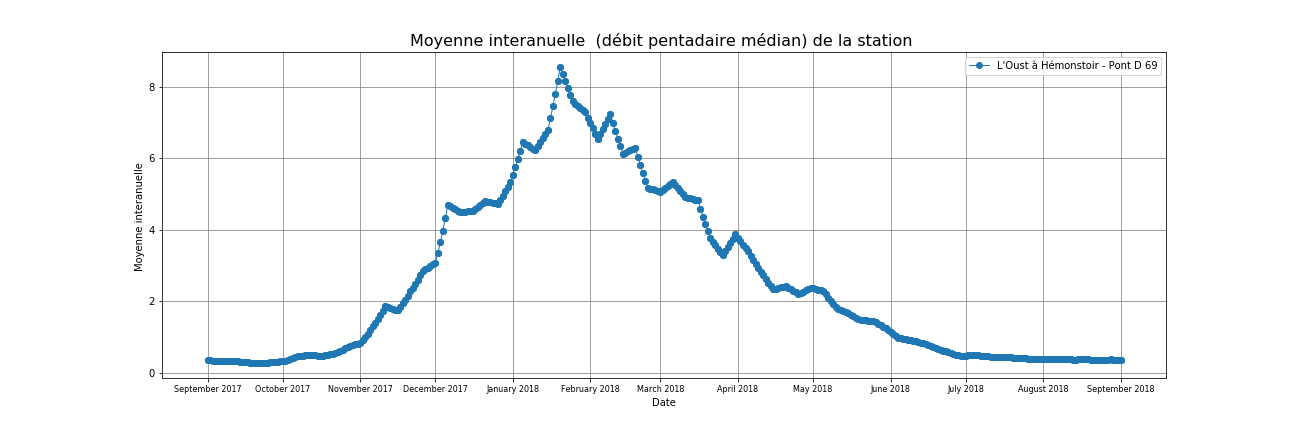 Moyenne interanuelle  (débit pentadaire médian) de la station
L'Oust à Hémonstoir - Pont D 69
Moyenne interanuelle
8
6
4
2
0
September 2017 October 2017 November 2017 December 2017 January 2018 February 2018 March 2018 April 2018 May 2018 June 2018 July 2018 August 2018 September 2018
Date